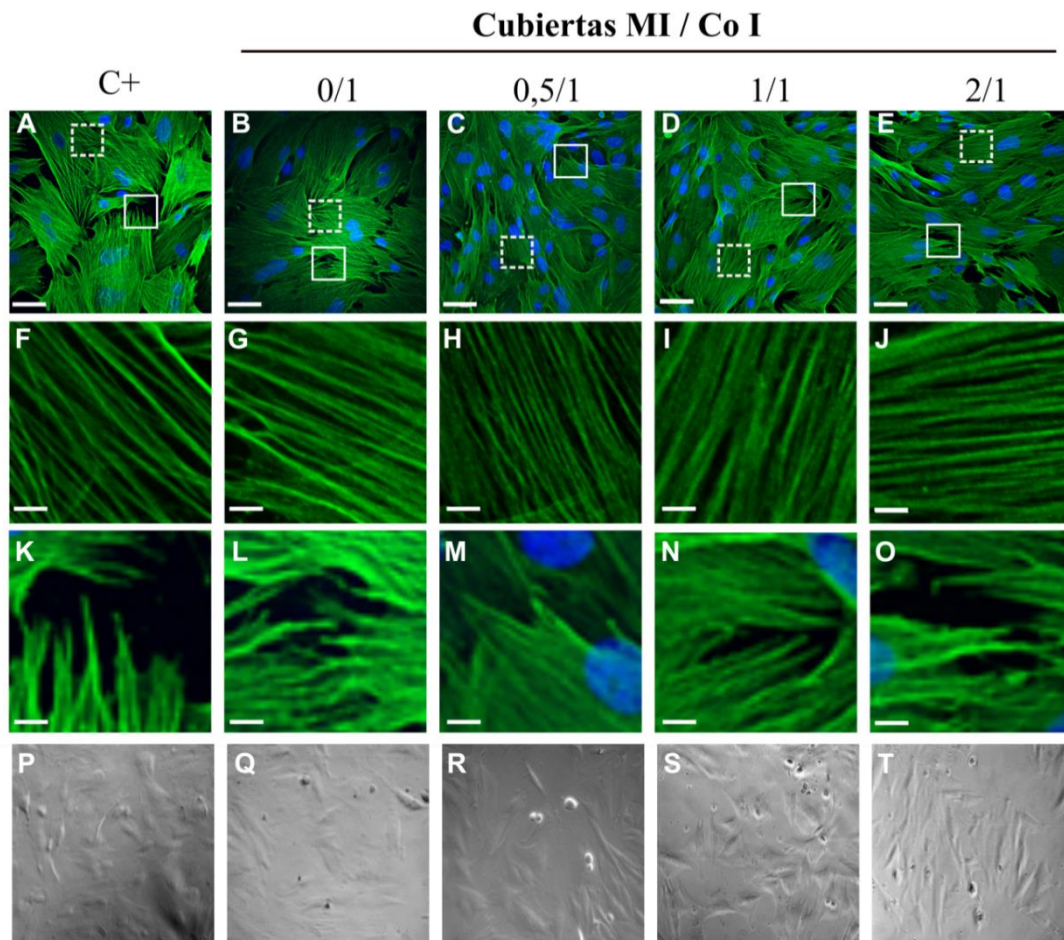 Cubiertas MI / Co I
C+ 0/1 0,5/1 1/1 2/1
A B C D E
F G H I J
K L M N O
P Q R S T